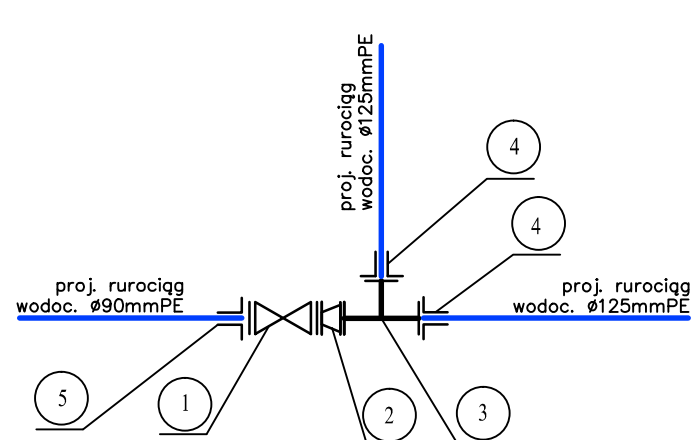 proj. rurociąg
wodoc. Ø125mmPE
4
4
proj. rurociąg
wodoc. Ø90mmPE
proj. rurociąg
wodoc. Ø125mmPE
5
1
2
3